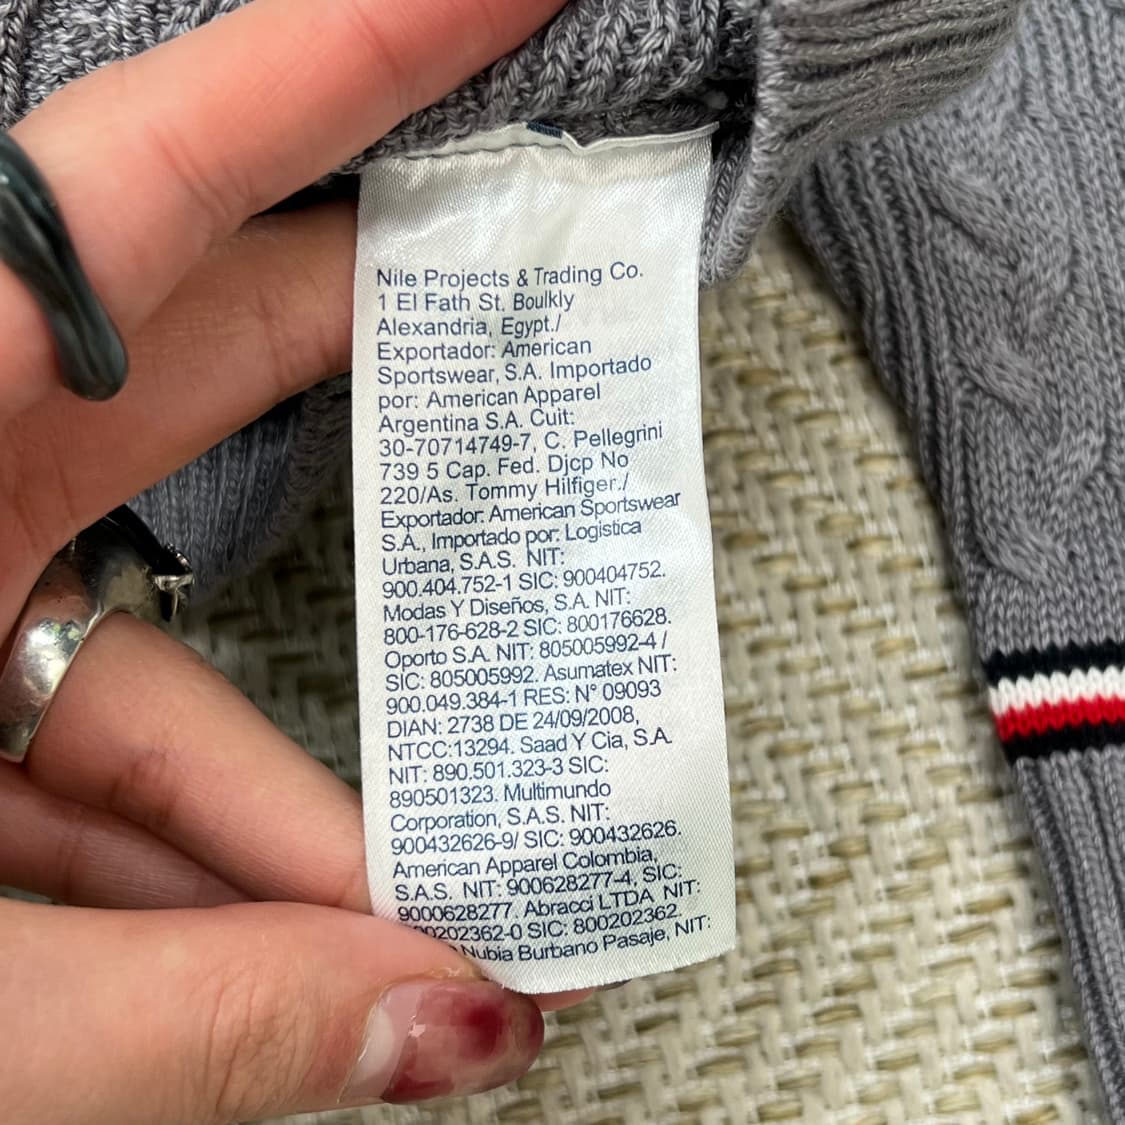 Nile Projects & Trading Co.
1 El Fath St. Boulkly
Alexandria, Egypt./
Exportador: American
Sportswear, S.A. Importado
por: American Apparel
Argentina S.A. Cuit:
30-70714749-7, C. Pellegrini
739 5 Cap. Fed. Djcp No
220/As. Tommy Hilfiger./
Exportador: American Sportswear
S.A., Importado por: Logistica
Urbana, S.A.S. NIT:
900.404.752-1 SIC: 900404752.
Modas Y Diseños, S.A. NIT:
800-176-628-2 SIC: 800176628.
Oporto S.A. NIT: 805005992-4 /
SIC: 805005992. Asumatex NIT:
900.049.384-1 RES: N° 09093
DIAN: 2738 DE 24/09/2008,
NTCC:13294. Saad Y Cia, S.A.
NIT: 890.501.323-3 SIC:
890501323. Multimundo
Corporation, S.A.S. NIT:
900432626-9/ SIC: 900432626.
American Apparel Colombia,
S.A.S. NIT: 900628277-4, SIC:
9000628277. Abracci LTDA NIT:
SIC: 800202362.
Nubia Burbano Pasaje, NIT: